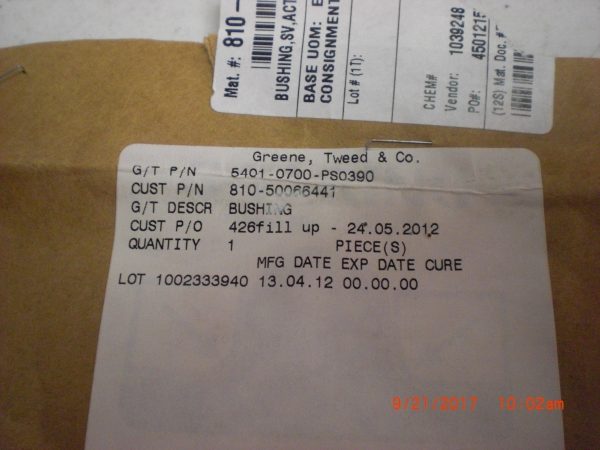 Mat. #: 810-
BUSHING,SV,ACT
BASE UOM: E
CONSIGNMENT
Lot # (1T):
CHEM#
Vendor: 1039248
PO#: 450121
(12S) Mat. Doc. #
Greene, Tweed & Co.
G/T P/N 5401-0700-PS0390
CUST P/N 810-50066441
G/T DESCR BUSHING
CUST P/O 426fill up - 24.05.2012
QUANTITY 1 PIECE(S)
MFG DATE EXP DATE CURE
LOT 1002333940 13.04.12 00.00.00
9/21/2017 10:02am